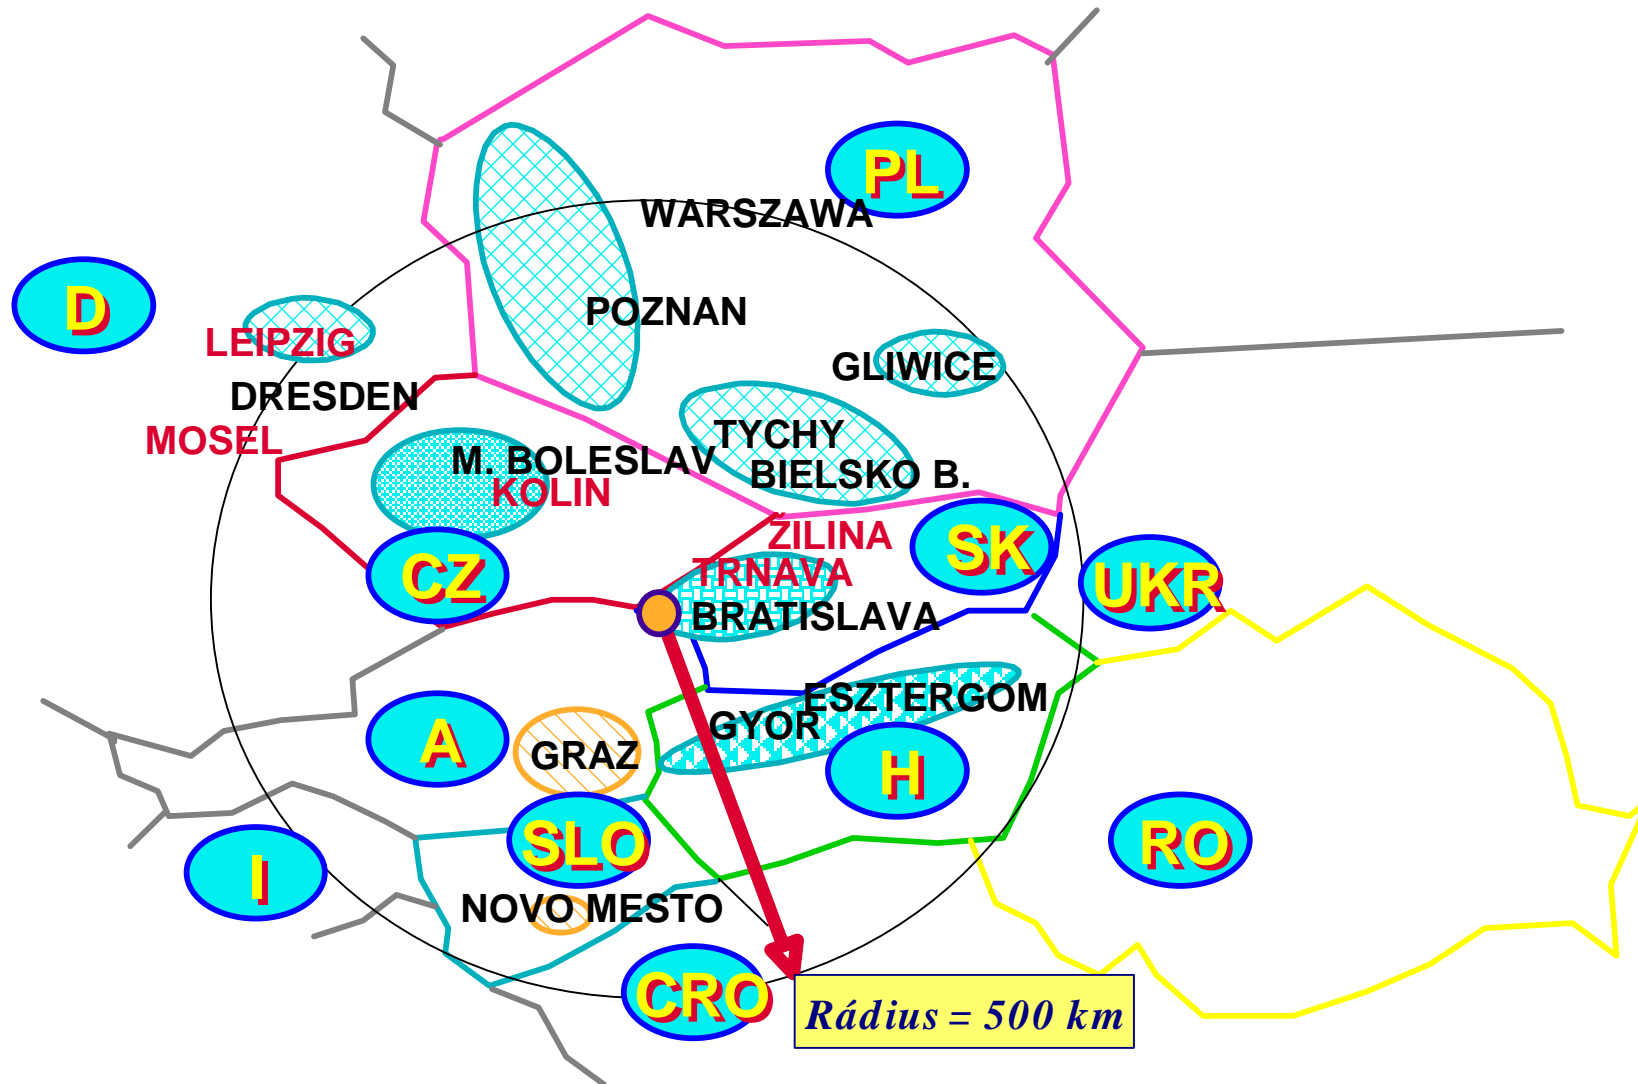 PL
WARSZAWA
D
POZNAN
LEIPZIG
GLIWICE
DRESDEN
MOSEL
TYCHY
M. BOLESLAV
BIELSKO B.
KOLIN
ŽILINA
SK
TRNAVA
CZ
UKR
BRATISLAVA
ESZTERGOM
GYOR
A
GRAZ
H
SLO
RO
I
NOVO MESTO
CRO
Rádius = 500 km